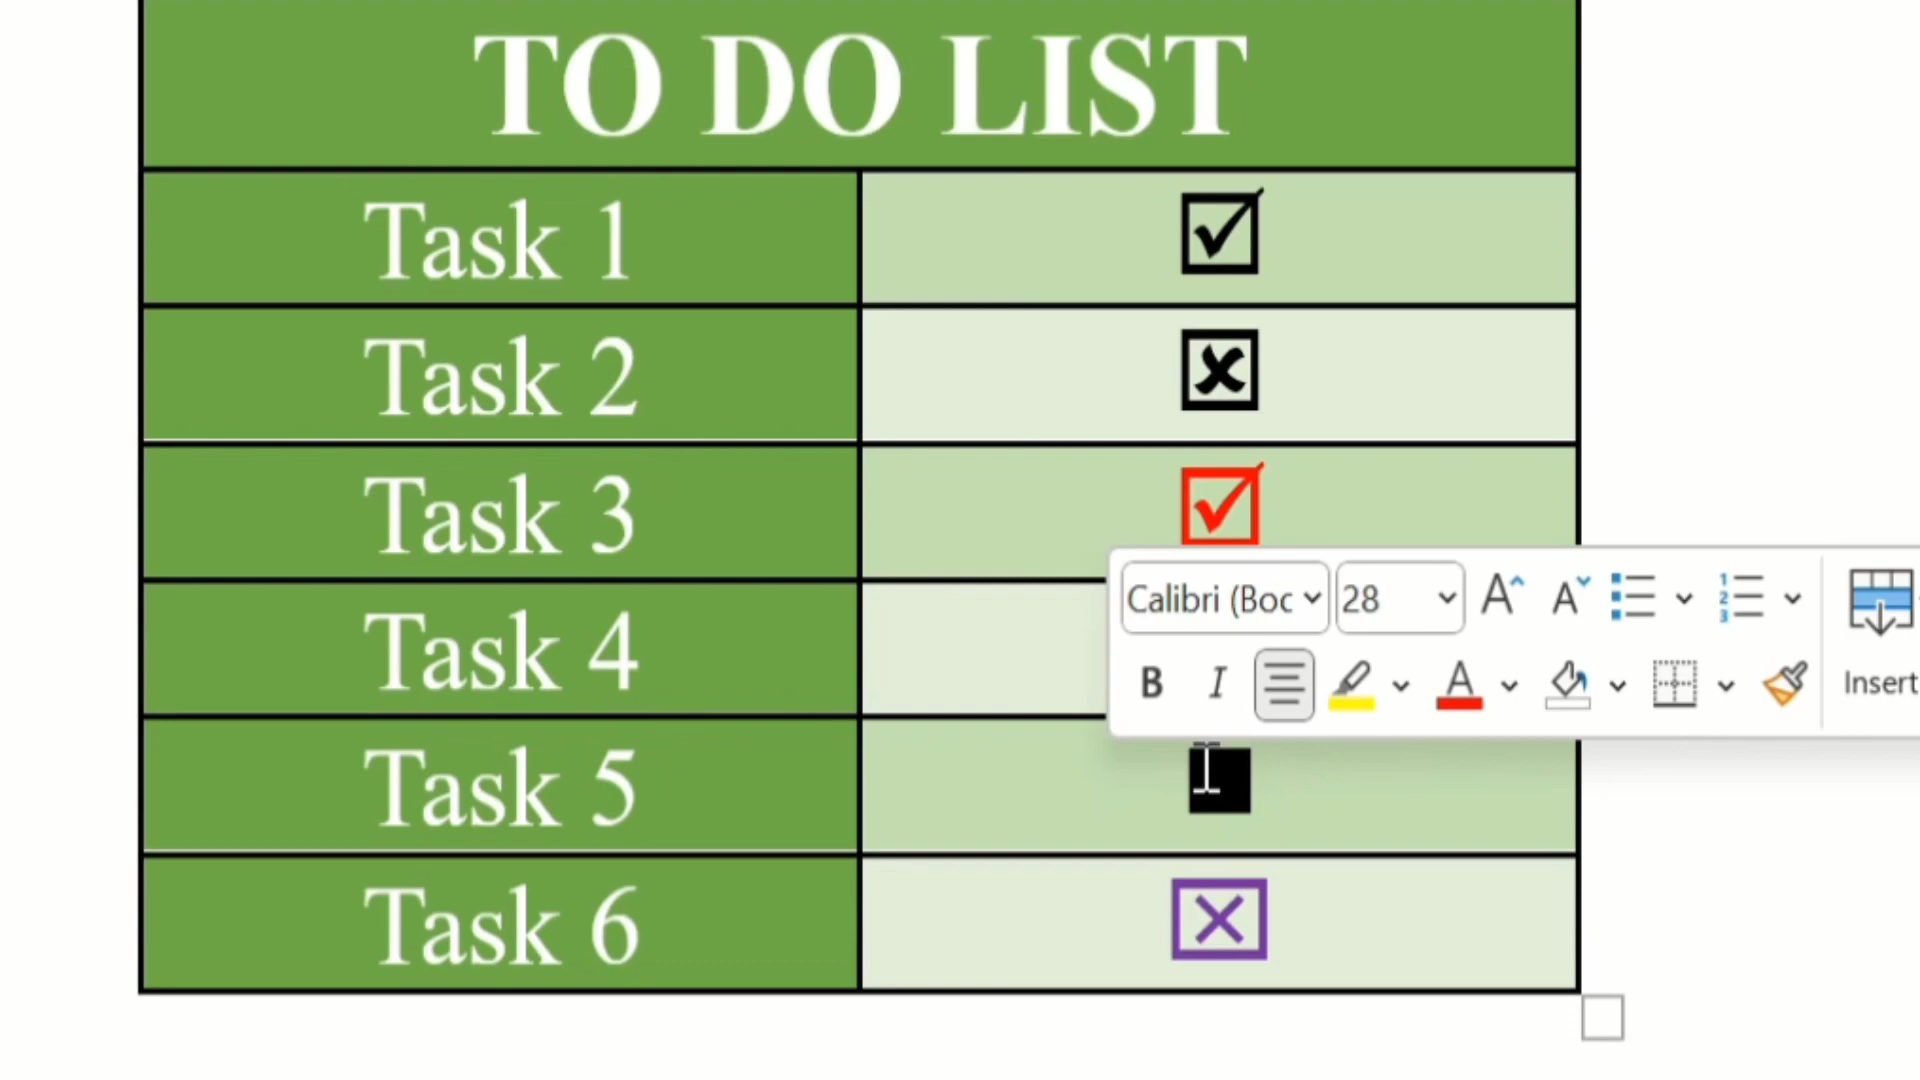 TO DO LIST
Task 1 ☑
Task 2 🗷
Task 3 ☑
Calibri (Boc 28
Task 4
B I A Insert
Task 5
Task 6 ☒